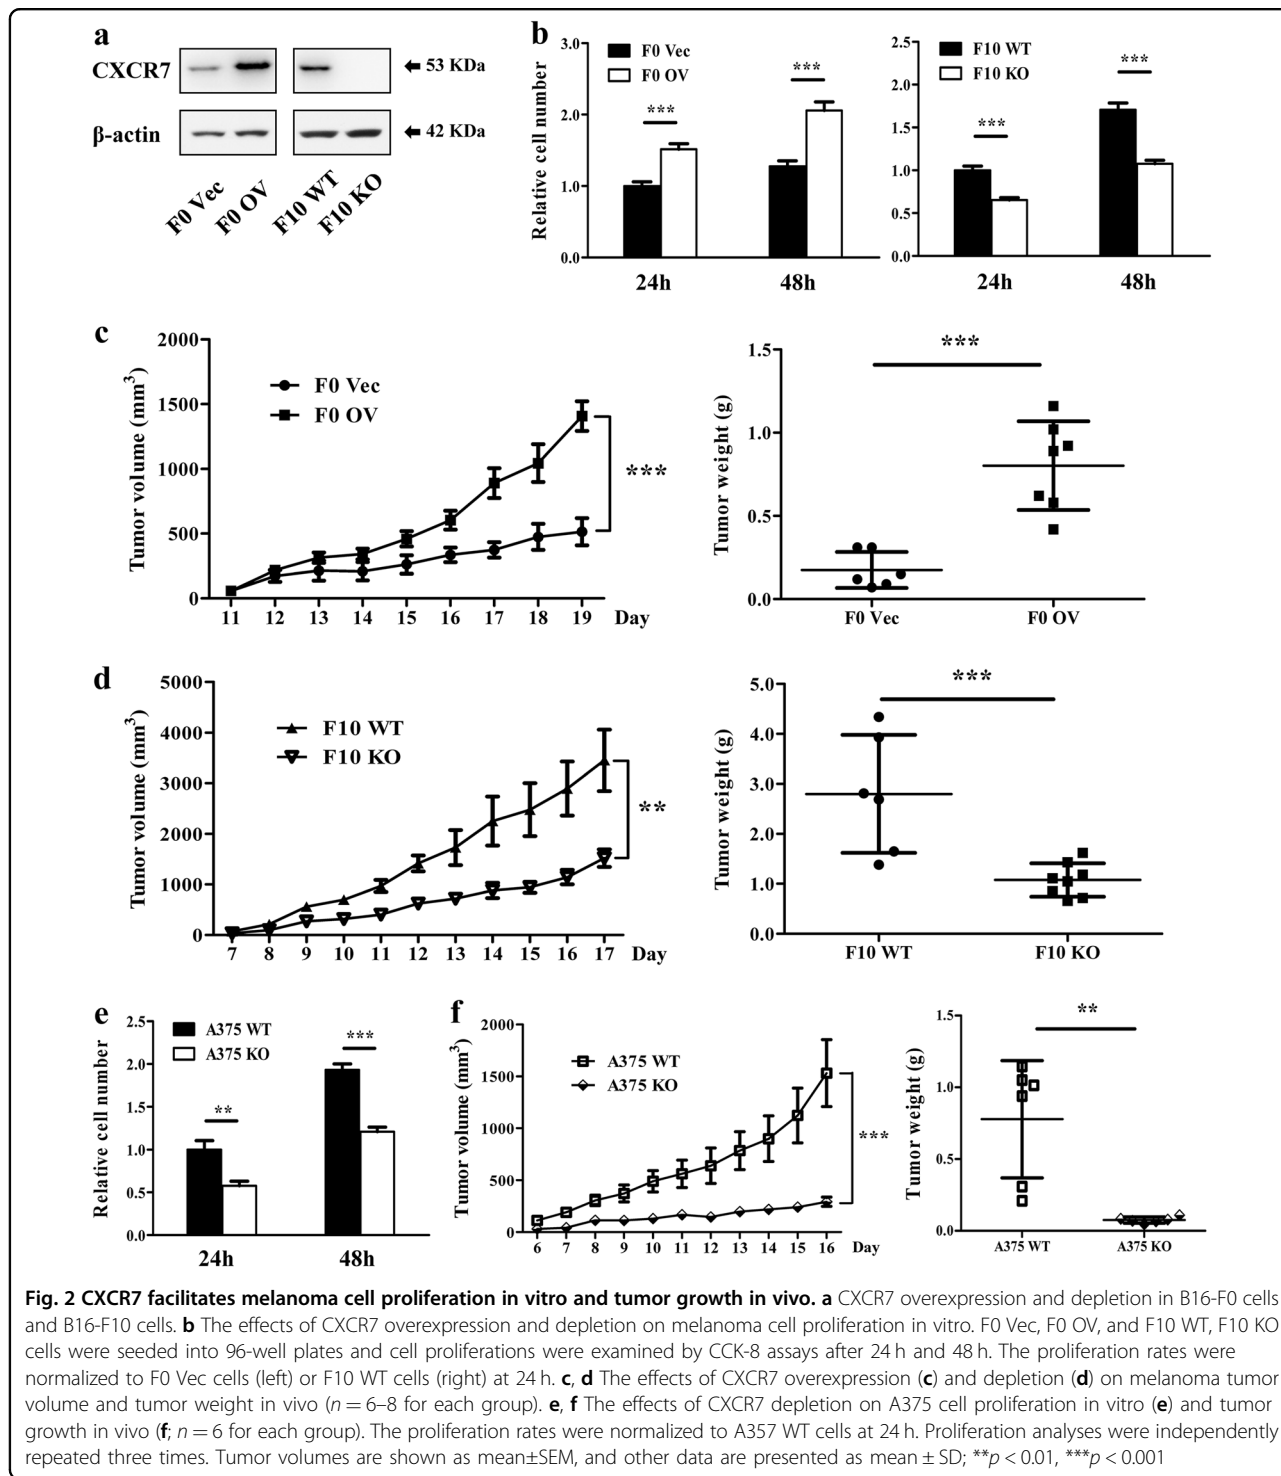 a
CXCR7
53 KDa
β-actin
42 KDa
F0 Vec
F0 OV
F10 WT
F10 KO
b
Relative cell number
3.0
2.0
1.0
0.0
F0 Vec
F0 OV
***
***
24h
48h
2.5
2.0
1.5
1.0
0.5
0.0
F10 WT
F10 KO
***
***
24h
48h
c
Tumor volume (mm³)
2000
1500
1000
500
0
F0 Vec
F0 OV
***
11 12 13 14 15 16 17 18 19 Day
Tumor weight (g)
1.5
1.0
0.5
0.0
***
F0 Vec
F0 OV
d
Tumor volume (mm³)
5000
4000
3000
2000
1000
0
F10 WT
F10 KO
**
7 8 9 10 11 12 13 14 15 16 17 Day
Tumor weight (g)
5.0
4.0
3.0
2.0
1.0
0.0
***
F10 WT
F10 KO
e
Relative cell number
2.5
2.0
1.5
1.0
0.5
0.0
A375 WT
A375 KO
**
***
24h
48h
f
Tumor volume (mm³)
2000
1500
1000
500
0
A375 WT
A375 KO
***
6 7 8 9 10 11 12 13 14 15 16 Day
Tumor weight (g)
1.5
1.0
0.5
0.0
**
A375 WT
A375 KO
Fig. 2 CXCR7 facilitates melanoma cell proliferation in vitro and tumor growth in vivo. a CXCR7 overexpression and depletion in B16-F0 cells
and B16-F10 cells. b The effects of CXCR7 overexpression and depletion on melanoma cell proliferation in vitro. F0 Vec, F0 OV, and F10 WT, F10 KO
cells were seeded into 96-well plates and cell proliferations were examined by CCK-8 assays after 24 h and 48 h. The proliferation rates were
normalized to F0 Vec cells (left) or F10 WT cells (right) at 24 h. c, d The effects of CXCR7 overexpression (c) and depletion (d) on melanoma tumor
volume and tumor weight in vivo (n = 6–8 for each group). e, f The effects of CXCR7 depletion on A375 cell proliferation in vitro (e) and tumor
growth in vivo (f; n = 6 for each group). The proliferation rates were normalized to A357 WT cells at 24 h. Proliferation analyses were independently
repeated three times. Tumor volumes are shown as mean±SEM, and other data are presented as mean ± SD; **p < 0.01, ***p < 0.001